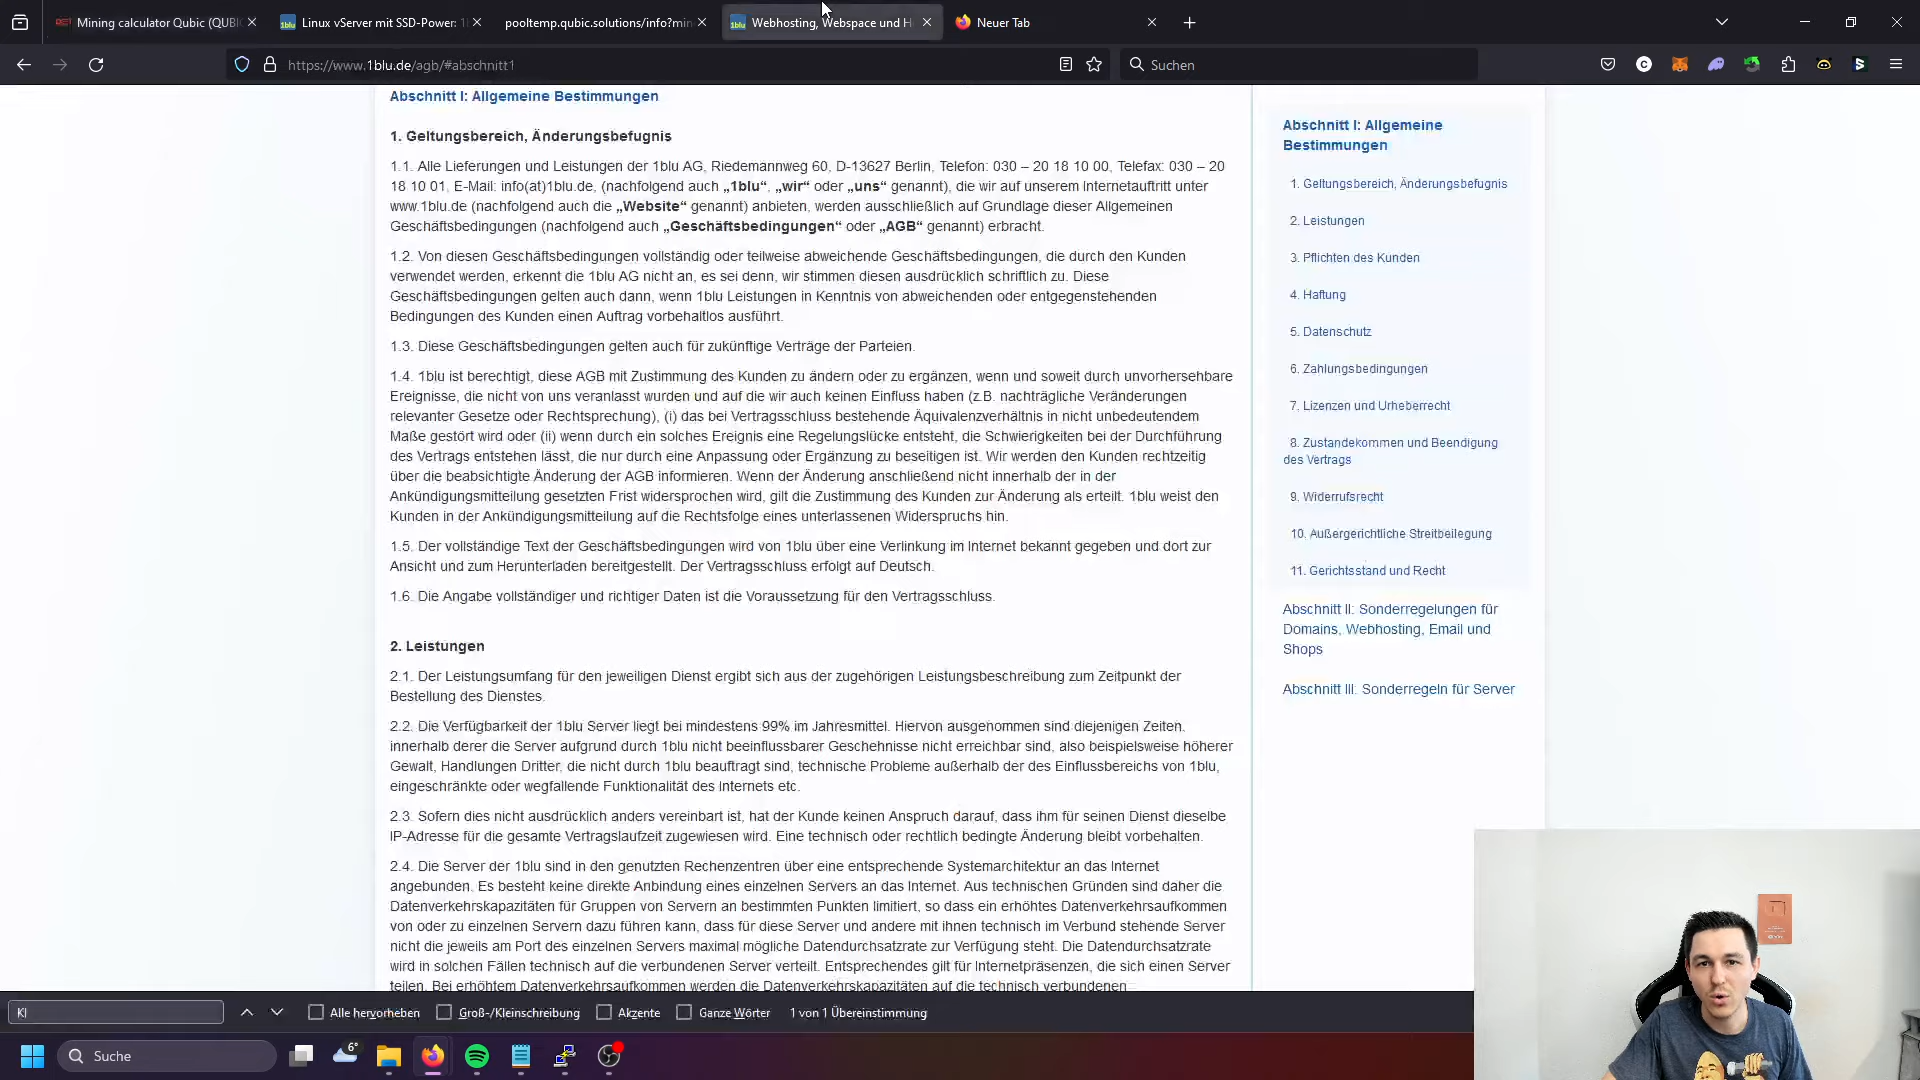 Mining calculator Qubic (QUBI
Linux vServer mit SSD-Power: 1
pooltemp.qubic.solutions/info?min
Webhosting, Webspace und H
Neuer Tab
https://www.1blu.de/agb/#abschnitt1
Suchen
Abschnitt I: Allgemeine Bestimmungen
1. Geltungsbereich, Änderungsbefugnis
1.1. Alle Lieferungen und Leistungen der 1blu AG, Riedemannweg 60, D-13627 Berlin, Telefon: 030 – 20 18 10 00, Telefax: 030 – 20
18 10 01, E-Mail: info(at)1blu.de, (nachfolgend auch „1blu“, „wir“ oder „uns“ genannt), die wir auf unserem Internetauftritt unter
www.1blu.de (nachfolgend auch die „Website“ genannt) anbieten, werden ausschließlich auf Grundlage dieser Allgemeinen
Geschäftsbedingungen (nachfolgend auch „Geschäftsbedingungen“ oder „AGB“ genannt) erbracht.
1.2. Von diesen Geschäftsbedingungen vollständig oder teilweise abweichende Geschäftsbedingungen, die durch den Kunden
verwendet werden, erkennt die 1blu AG nicht an, es sei denn, wir stimmen diesen ausdrücklich schriftlich zu. Diese
Geschäftsbedingungen gelten auch dann, wenn 1blu Leistungen in Kenntnis von abweichenden oder entgegenstehenden
Bedingungen des Kunden einen Auftrag vorbehaltlos ausführt.
1.3. Diese Geschäftsbedingungen gelten auch für zukünftige Verträge der Parteien.
1.4. 1blu ist berechtigt, diese AGB mit Zustimmung des Kunden zu ändern oder zu ergänzen, wenn und soweit durch unvorhersehbare
Ereignisse, die nicht von uns veranlasst wurden und auf die wir auch keinen Einfluss haben (z.B. nachträgliche Veränderungen
relevanter Gesetze oder Rechtsprechung), (i) das bei Vertragsschluss bestehende Äquivalenzverhältnis in nicht unbedeutendem
Maße gestört wird oder (ii) wenn durch ein solches Ereignis eine Regelungslücke entsteht, die Schwierigkeiten bei der Durchführung
des Vertrags entstehen lässt, die nur durch eine Anpassung oder Ergänzung zu beseitigen ist. Wir werden den Kunden rechtzeitig
über die beabsichtigte Änderung der AGB informieren. Wenn der Änderung anschließend nicht innerhalb der in der
Ankündigungsmitteilung gesetzten Frist widersprochen wird, gilt die Zustimmung des Kunden zur Änderung als erteilt. 1blu weist den
Kunden in der Ankündigungsmitteilung auf die Rechtsfolge eines unterlassenen Widerspruchs hin.
1.5. Der vollständige Text der Geschäftsbedingungen wird von 1blu über eine Verlinkung im Internet bekannt gegeben und dort zur
Ansicht und zum Herunterladen bereitgestellt. Der Vertragsschluss erfolgt auf Deutsch.
1.6. Die Angabe vollständiger und richtiger Daten ist die Voraussetzung für den Vertragsschluss.
2. Leistungen
2.1. Der Leistungsumfang für den jeweiligen Dienst ergibt sich aus der zugehörigen Leistungsbeschreibung zum Zeitpunkt der
Bestellung des Dienstes.
2.2. Die Verfügbarkeit der 1blu Server liegt bei mindestens 99% im Jahresmittel. Hiervon ausgenommen sind diejenigen Zeiten,
innerhalb derer die Server aufgrund durch 1blu nicht beeinflussbarer Geschehnisse nicht erreichbar sind, also beispielsweise höherer
Gewalt, Handlungen Dritter, die nicht durch 1blu beauftragt sind, technische Probleme außerhalb der des Einflussbereichs von 1blu,
eingeschränkte oder wegfallende Funktionalität des Internets etc.
2.3. Sofern dies nicht ausdrücklich anders vereinbart ist, hat der Kunde keinen Anspruch darauf, dass ihm für seinen Dienst dieselbe
IP-Adresse für die gesamte Vertragslaufzeit zugewiesen wird. Eine technisch oder rechtlich bedingte Änderung bleibt vorbehalten.
2.4. Die Server der 1blu sind in den genutzten Rechenzentren über eine entsprechende Systemarchitektur an das Internet
angebunden. Es besteht keine direkte Anbindung eines einzelnen Servers an das Internet. Aus technischen Gründen sind daher die
Datenverkehrskapazitäten für Gruppen von Servern an bestimmten Punkten limitiert, so dass ein erhöhtes Datenverkehrsaufkommen
von oder zu einzelnen Servern dazu führen kann, dass für diese Server und andere mit ihnen technisch im Verbund stehende Server
nicht die jeweils am Port des einzelnen Servers maximal mögliche Datendurchsatzrate zur Verfügung steht. Die Datendurchsatzrate
wird in solchen Fällen technisch auf die verbundenen Server verteilt. Entsprechendes gilt für Internetpräsenzen, die sich einen Server
teilen. Bei erhöhtem Datenverkehrsaufkommen werden die Datenverkehrskapazitäten auf die technisch verbundenen
Abschnitt I: Allgemeine
Bestimmungen
1. Geltungsbereich, Änderungsbefugnis
2. Leistungen
3. Pflichten des Kunden
4. Haftung
5. Datenschutz
6. Zahlungsbedingungen
7. Lizenzen und Urheberrecht
8. Zustandekommen und Beendigung
des Vertrags
9. Widerrufsrecht
10. Außergerichtliche Streitbeilegung
11. Gerichtsstand und Recht
Abschnitt II: Sonderregelungen für
Domains, Webhosting, Email und
Shops
Abschnitt III: Sonderregeln für Server
KI
Alle hervorheben
Groß-/Kleinschreibung
Akzente
Ganze Wörter
1 von 1 Übereinstimmung
Suche
6°